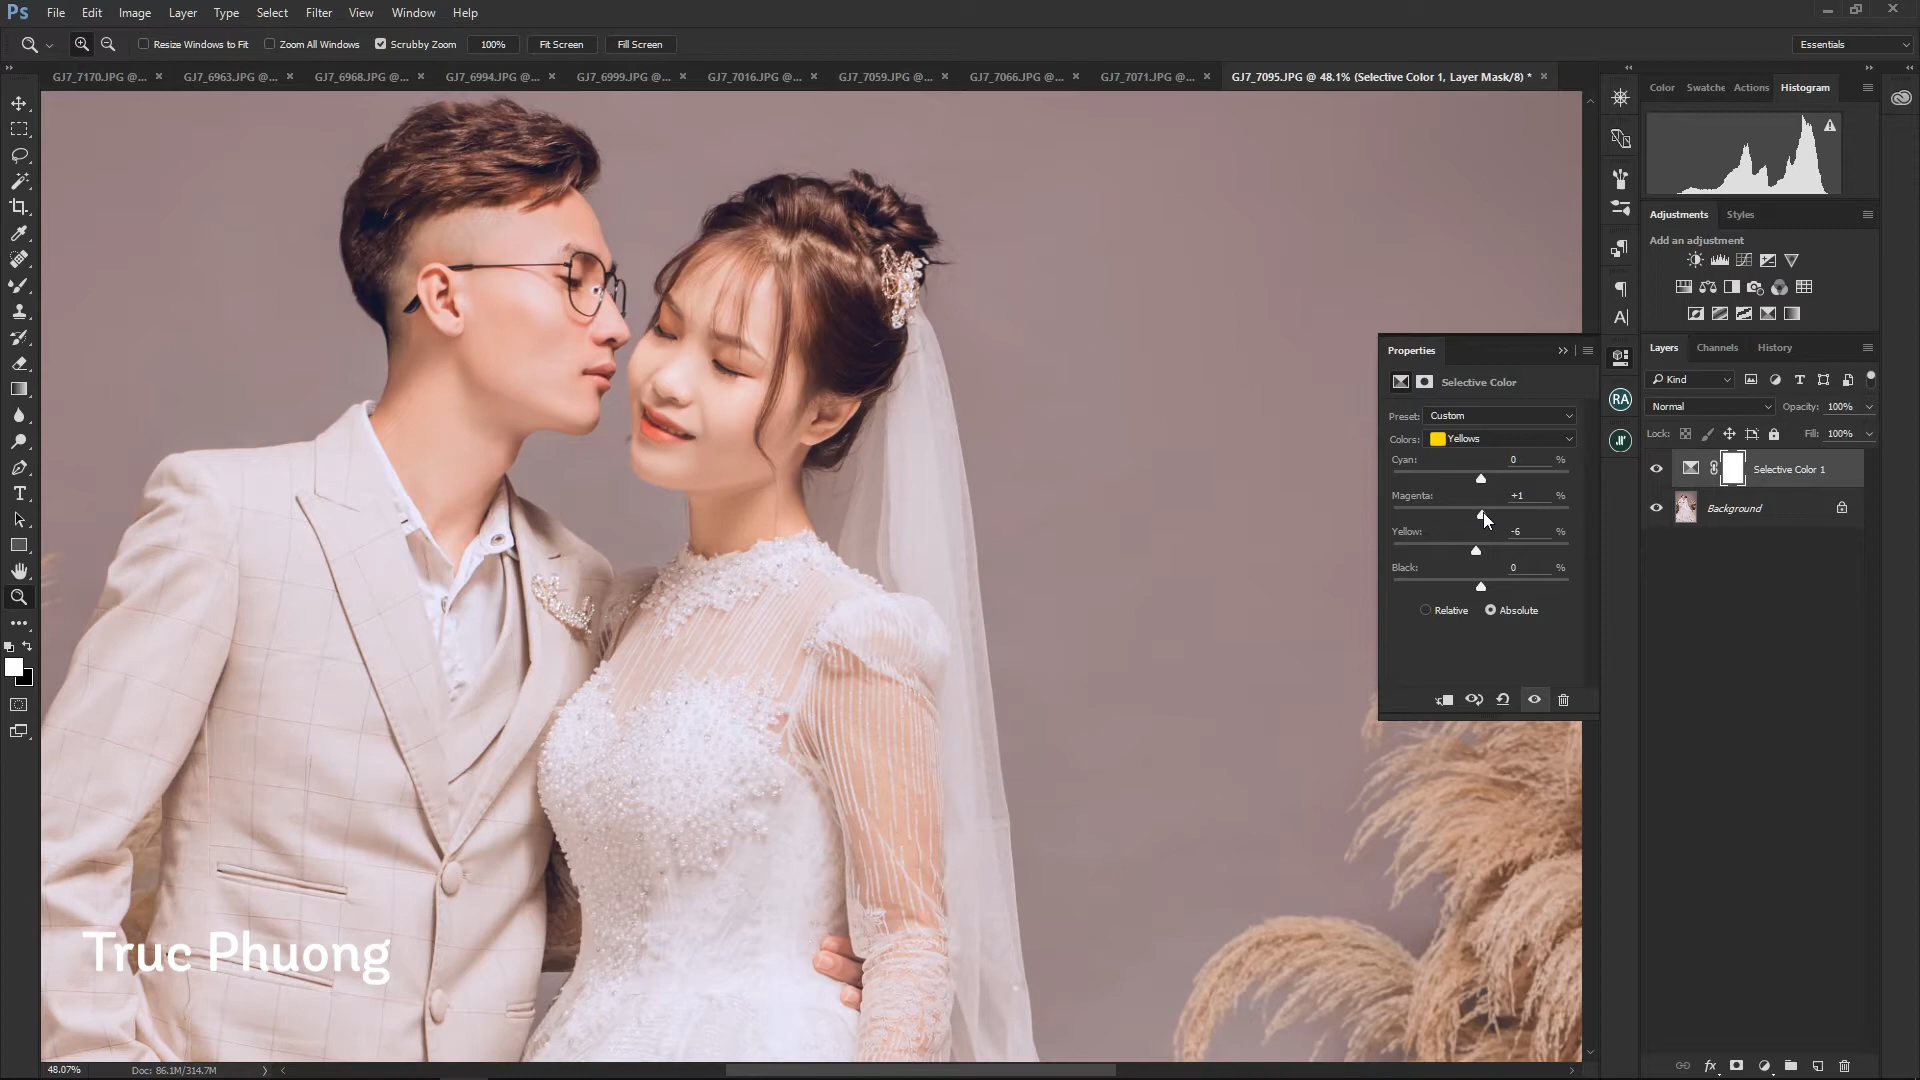 Ps File Edit Image Layer Type Select Filter View Window Help
Resize Windows to Fit Zoom All Windows Scrubby Zoom 100% Fit Screen Fill Screen Essentials
GJ7_7170.JPG @... × GJ7_6963.JPG @... × GJ7_6968.JPG @... × GJ7_6994.JPG @... × GJ7_6999.JPG @... × GJ7_7016.JPG @... × GJ7_7059.JPG @... × GJ7_7066.JPG @... × GJ7_7071.JPG @... × GJ7_7095.JPG @ 48.1% (Selective Color 1, Layer Mask/8) * ×
Color Swatche Actions Histogram
Adjustments Styles
Add an adjustment
Properties
Selective Color
Preset: Custom
Colors: Yellows
Cyan: 0 %
Magenta: +1 %
Yellow: -6 %
Black: 0 %
Relative Absolute
Layers Channels History
Kind
Normal Opacity: 100%
Lock: Fill: 100%
Selective Color 1
Background
RA
Truc Phuong
48.07% Doc: 86.1M/314.7M
fx